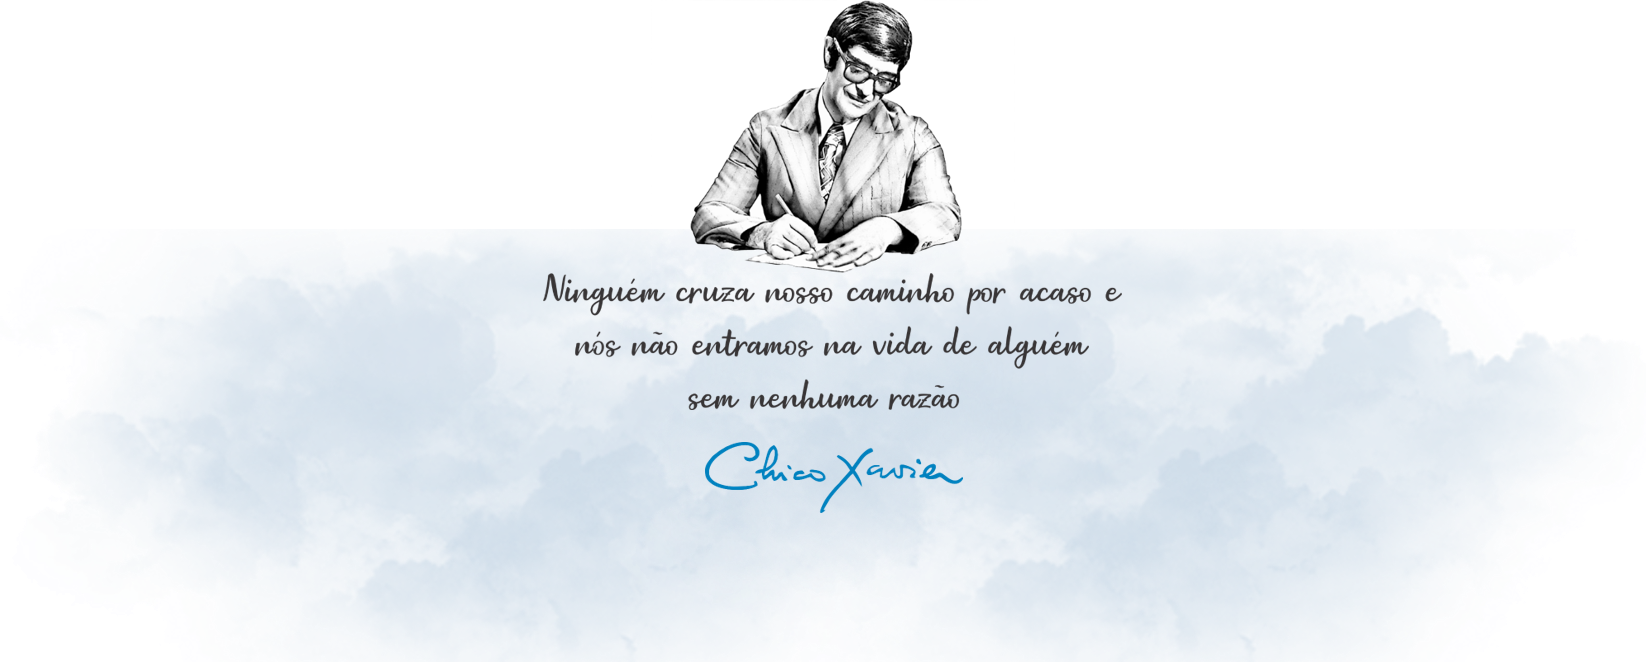 Ninguém cruza nosso caminho por acaso e
nós não entramos na vida de alguém
sem nenhuma razão
Chico Xavier